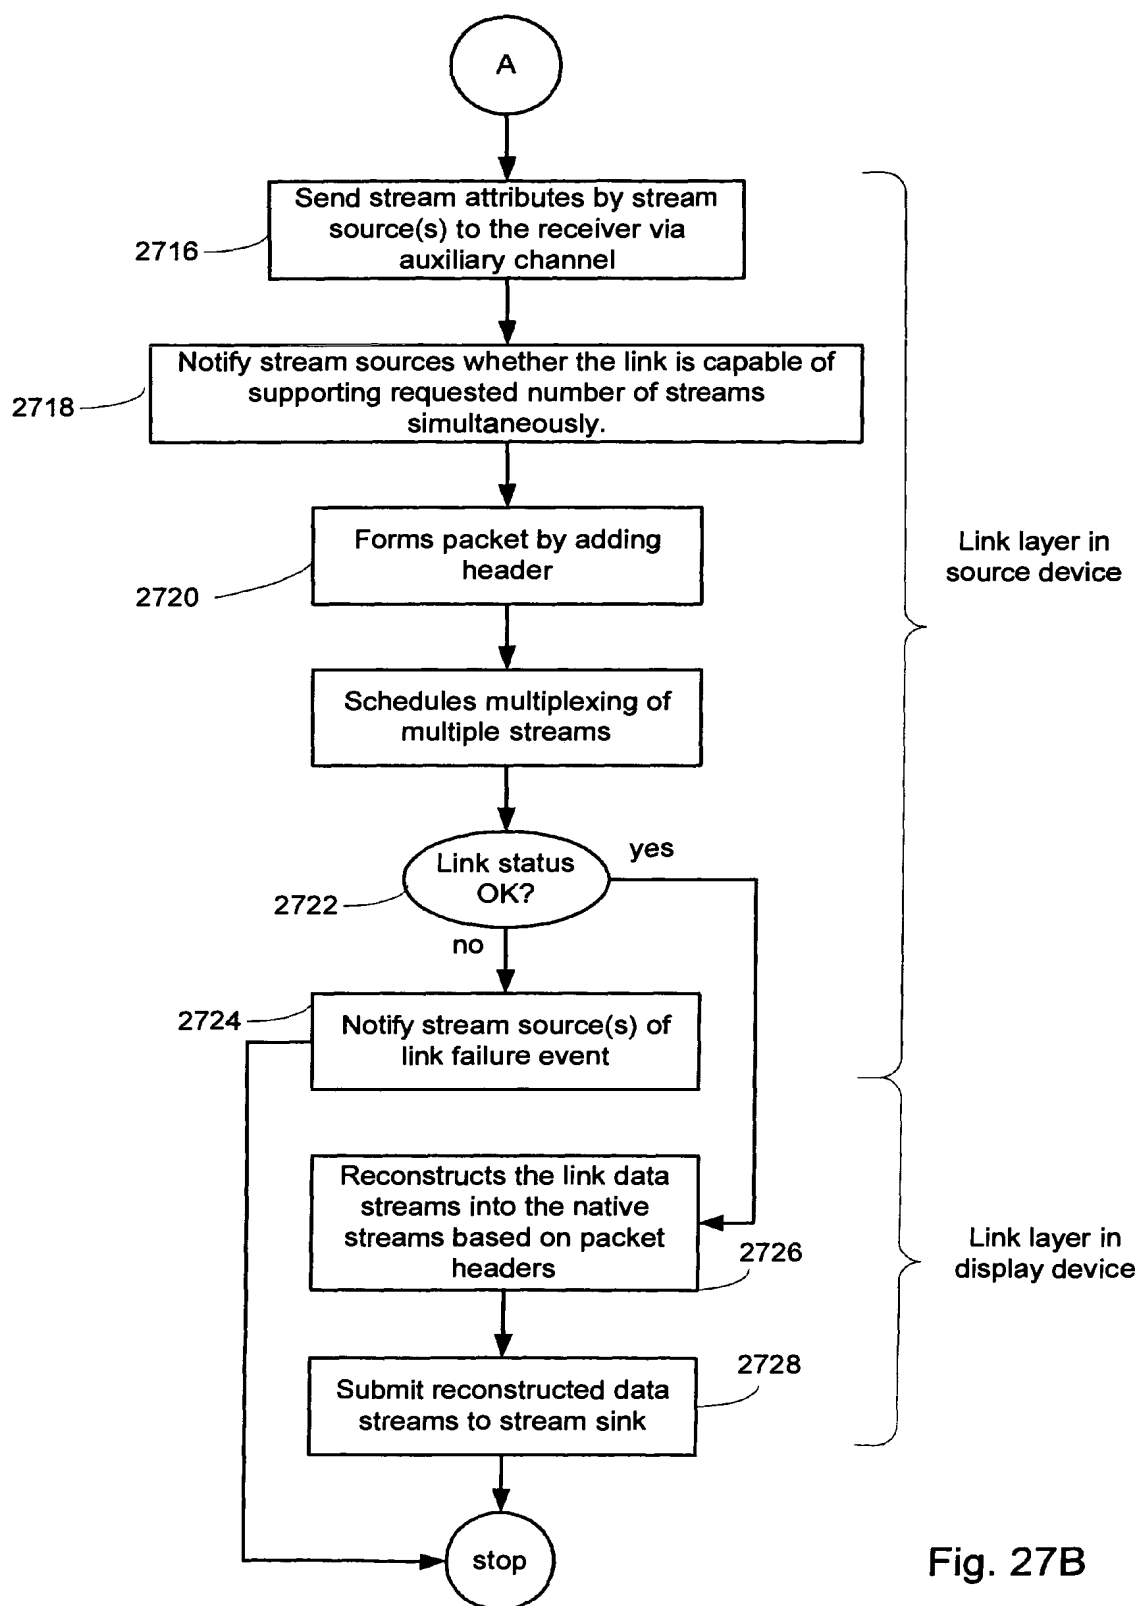 A
Send stream attributes by stream
source(s) to the receiver via
auxiliary channel
2716
Notify stream sources whether the link is capable of
supporting requested number of streams
simultaneously.
2718
Forms packet by adding
header
2720
Link layer in
source device
Schedules multiplexing of
multiple streams
Link status
OK?
yes
2722
no
2724
Notify stream source(s) of
link failure event
Reconstructs the link data
streams into the native
streams based on packet
headers
2726
Link layer in
display device
2728
Submit reconstructed data
streams to stream sink
stop
Fig. 27B